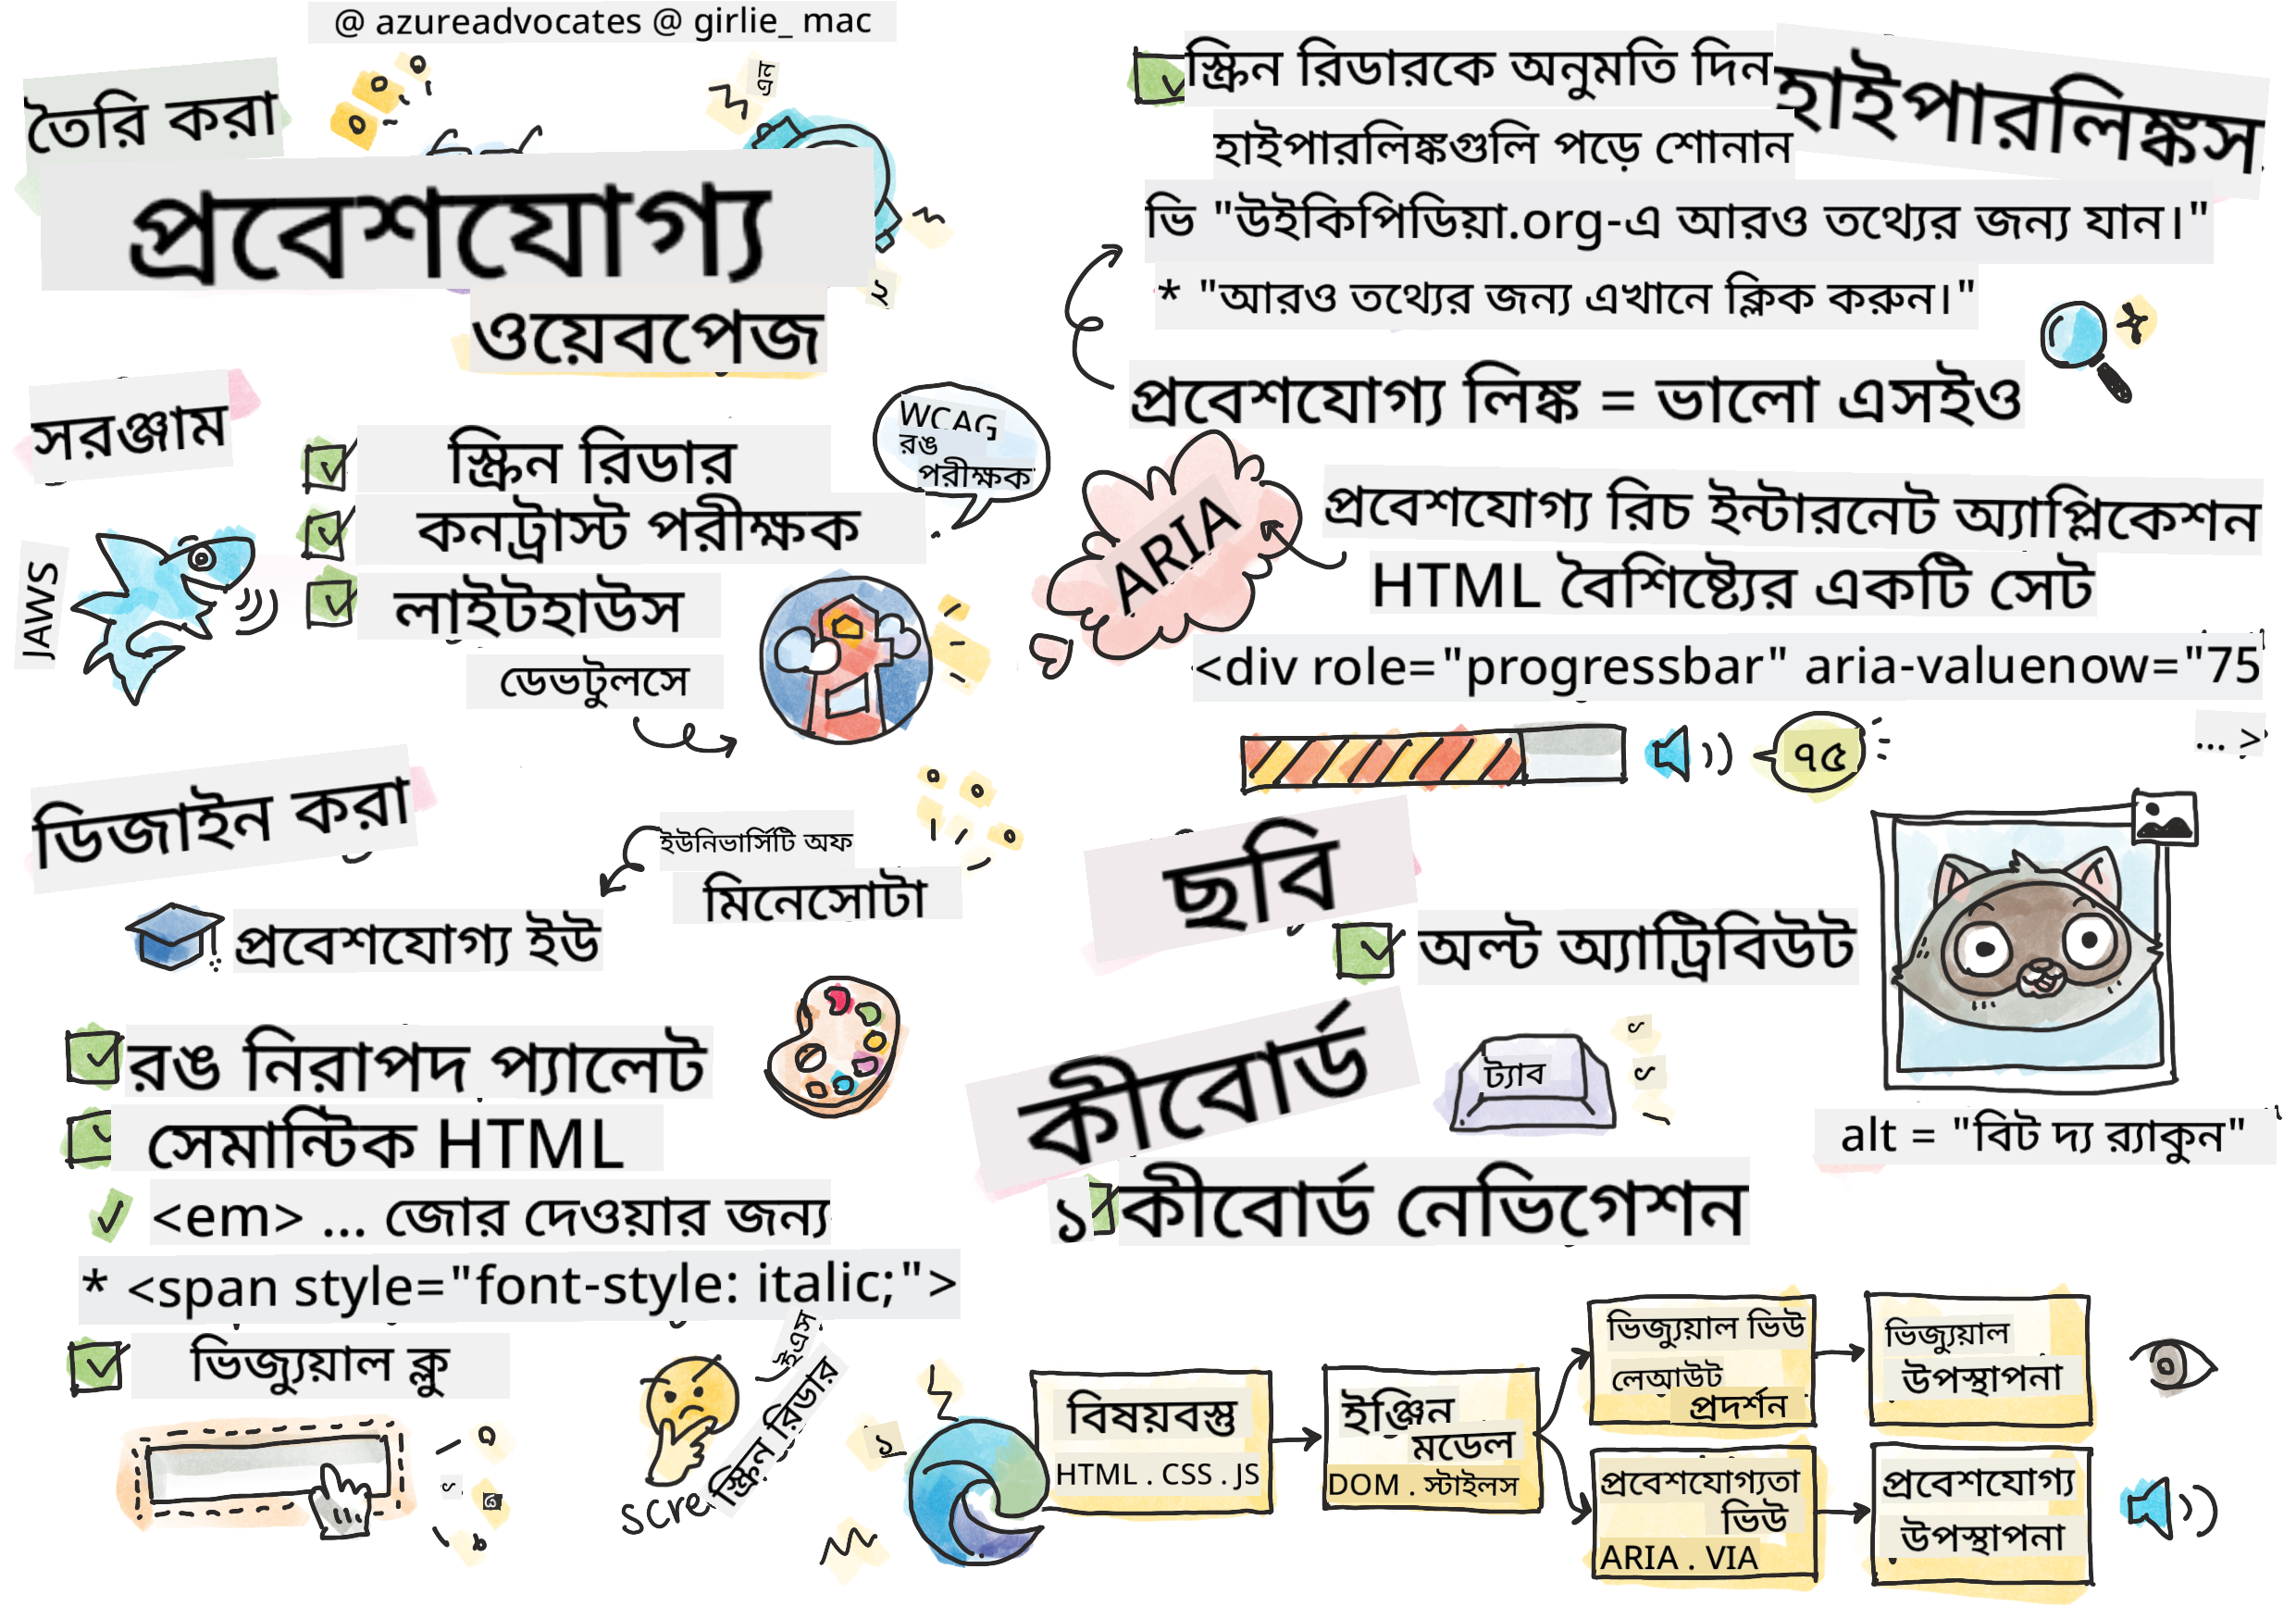 @ azureadvocates @ girlie_ mac
তৈরি করা
প্রবেশযোগ্য
ওয়েবপেজ
এন
২
সরঞ্জাম
স্ক্রিন রিডার
কনট্রাস্ট পরীক্ষক
লাইটহাউস
ডেভটুলসে
WCAG
রঙ
পরীক্ষক
JAWS
ডিজাইন করা
ইউনিভার্সিটি অফ
মিনেসোটা
প্রবেশযোগ্য ইউ
রঙ নিরাপদ প্যালেট
সেমান্টিক HTML
<em> ... জোর দেওয়ার জন্য
* <span style="font-style: italic;">
ভিজ্যুয়াল ক্লু
ইএস
স্ক্রিন রিডার
scre
হাইপারলিঙ্কস
স্ক্রিন রিডারকে অনুমতি দিন
হাইপারলিঙ্কগুলি পড়ে শোনান
ভি "উইকিপিডিয়া.org-এ আরও তথ্যের জন্য যান।"
* "আরও তথ্যের জন্য এখানে ক্লিক করুন।"
প্রবেশযোগ্য লিঙ্ক = ভালো এসইও
ARIA
প্রবেশযোগ্য রিচ ইন্টারনেট অ্যাপ্লিকেশন
HTML বৈশিষ্ট্যের একটি সেট
<div role="progressbar" aria-valuenow="75
... >
৭৫
ছবি
অল্ট অ্যাট্রিবিউট
alt = "বিট দ্য র‍্যাকুন"
কীবোর্ড
ট্যাব
১
কীবোর্ড নেভিগেশন
১
বিষয়বস্তু
HTML . CSS . JS
ইঞ্জিন
মডেল
DOM . স্টাইলস
ভিজ্যুয়াল ভিউ
লেআউট
প্রদর্শন
ভিজ্যুয়াল
উপস্থাপনা
প্রবেশযোগ্যতা
ভিউ
ARIA . VIA
প্রবেশযোগ্য
উপস্থাপনা